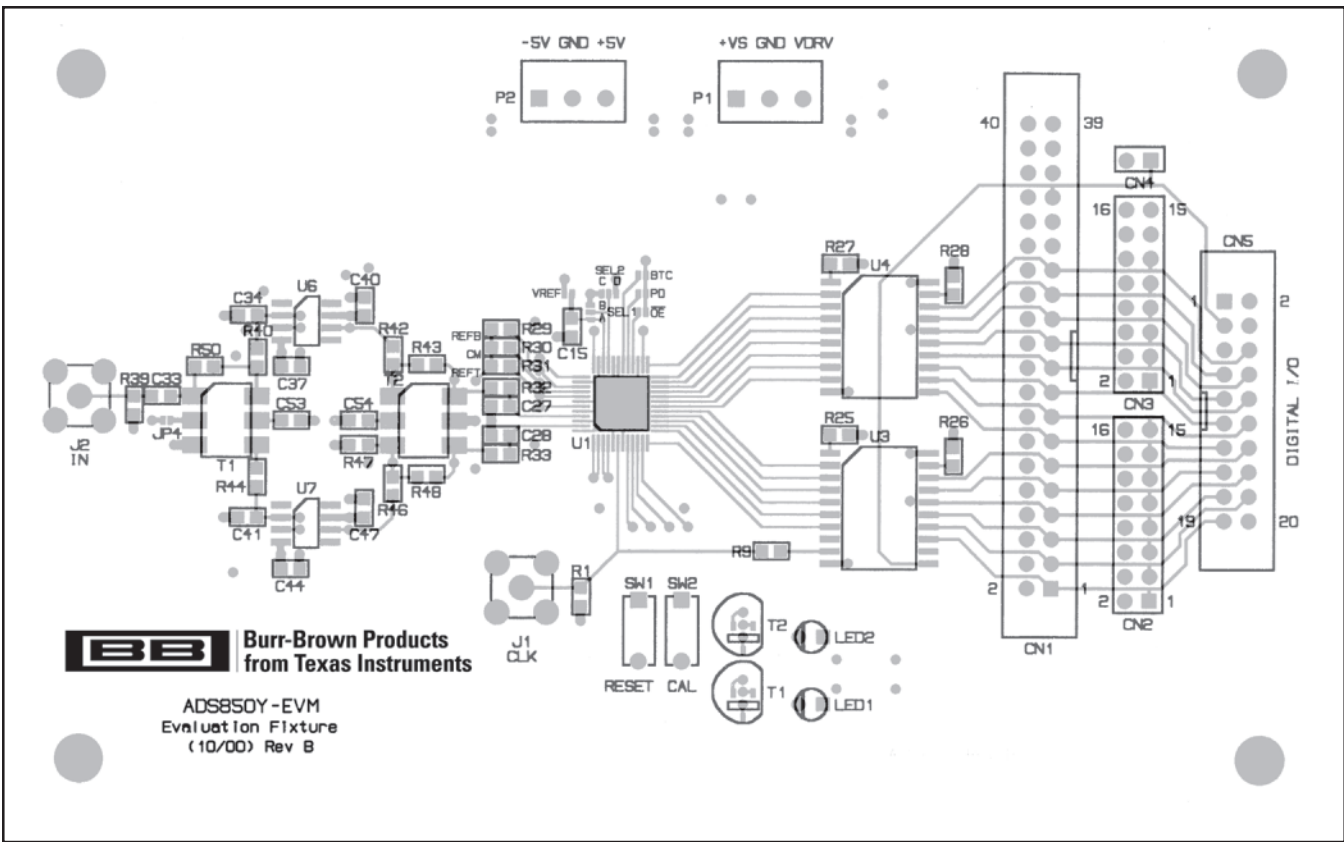 -5V GND +5V
+VS GND VDRV
P2
P1
40
39
CN4
16
15
CN5
R27
U4
R28
SEL2
C D
BTC
VREF
B
PD
A
SEL1
OE
U6
C40
C34
R40
R42
R43
REFB
R29
R30
CM
R31
REFT
C15
1
2
R50
C37
R32
2
1
CN3
R39
C33
C27
JP4
C53
C54
R25
U3
R26
16
15
DIGITAL I/O
J2
IN
T1
R47
C28
U1
R33
R44
U7
R48
R46
C41
C47
19
20
R9
C44
R1
SW1
SW2
2
1
2
1
J1
CLK
T2
LED2
CN2
CN1
RESET
CAL
T1
LED1
BB
Burr-Brown Products
from Texas Instruments
ADS850Y-EVM
Evaluation Fixture
(10/00) Rev B